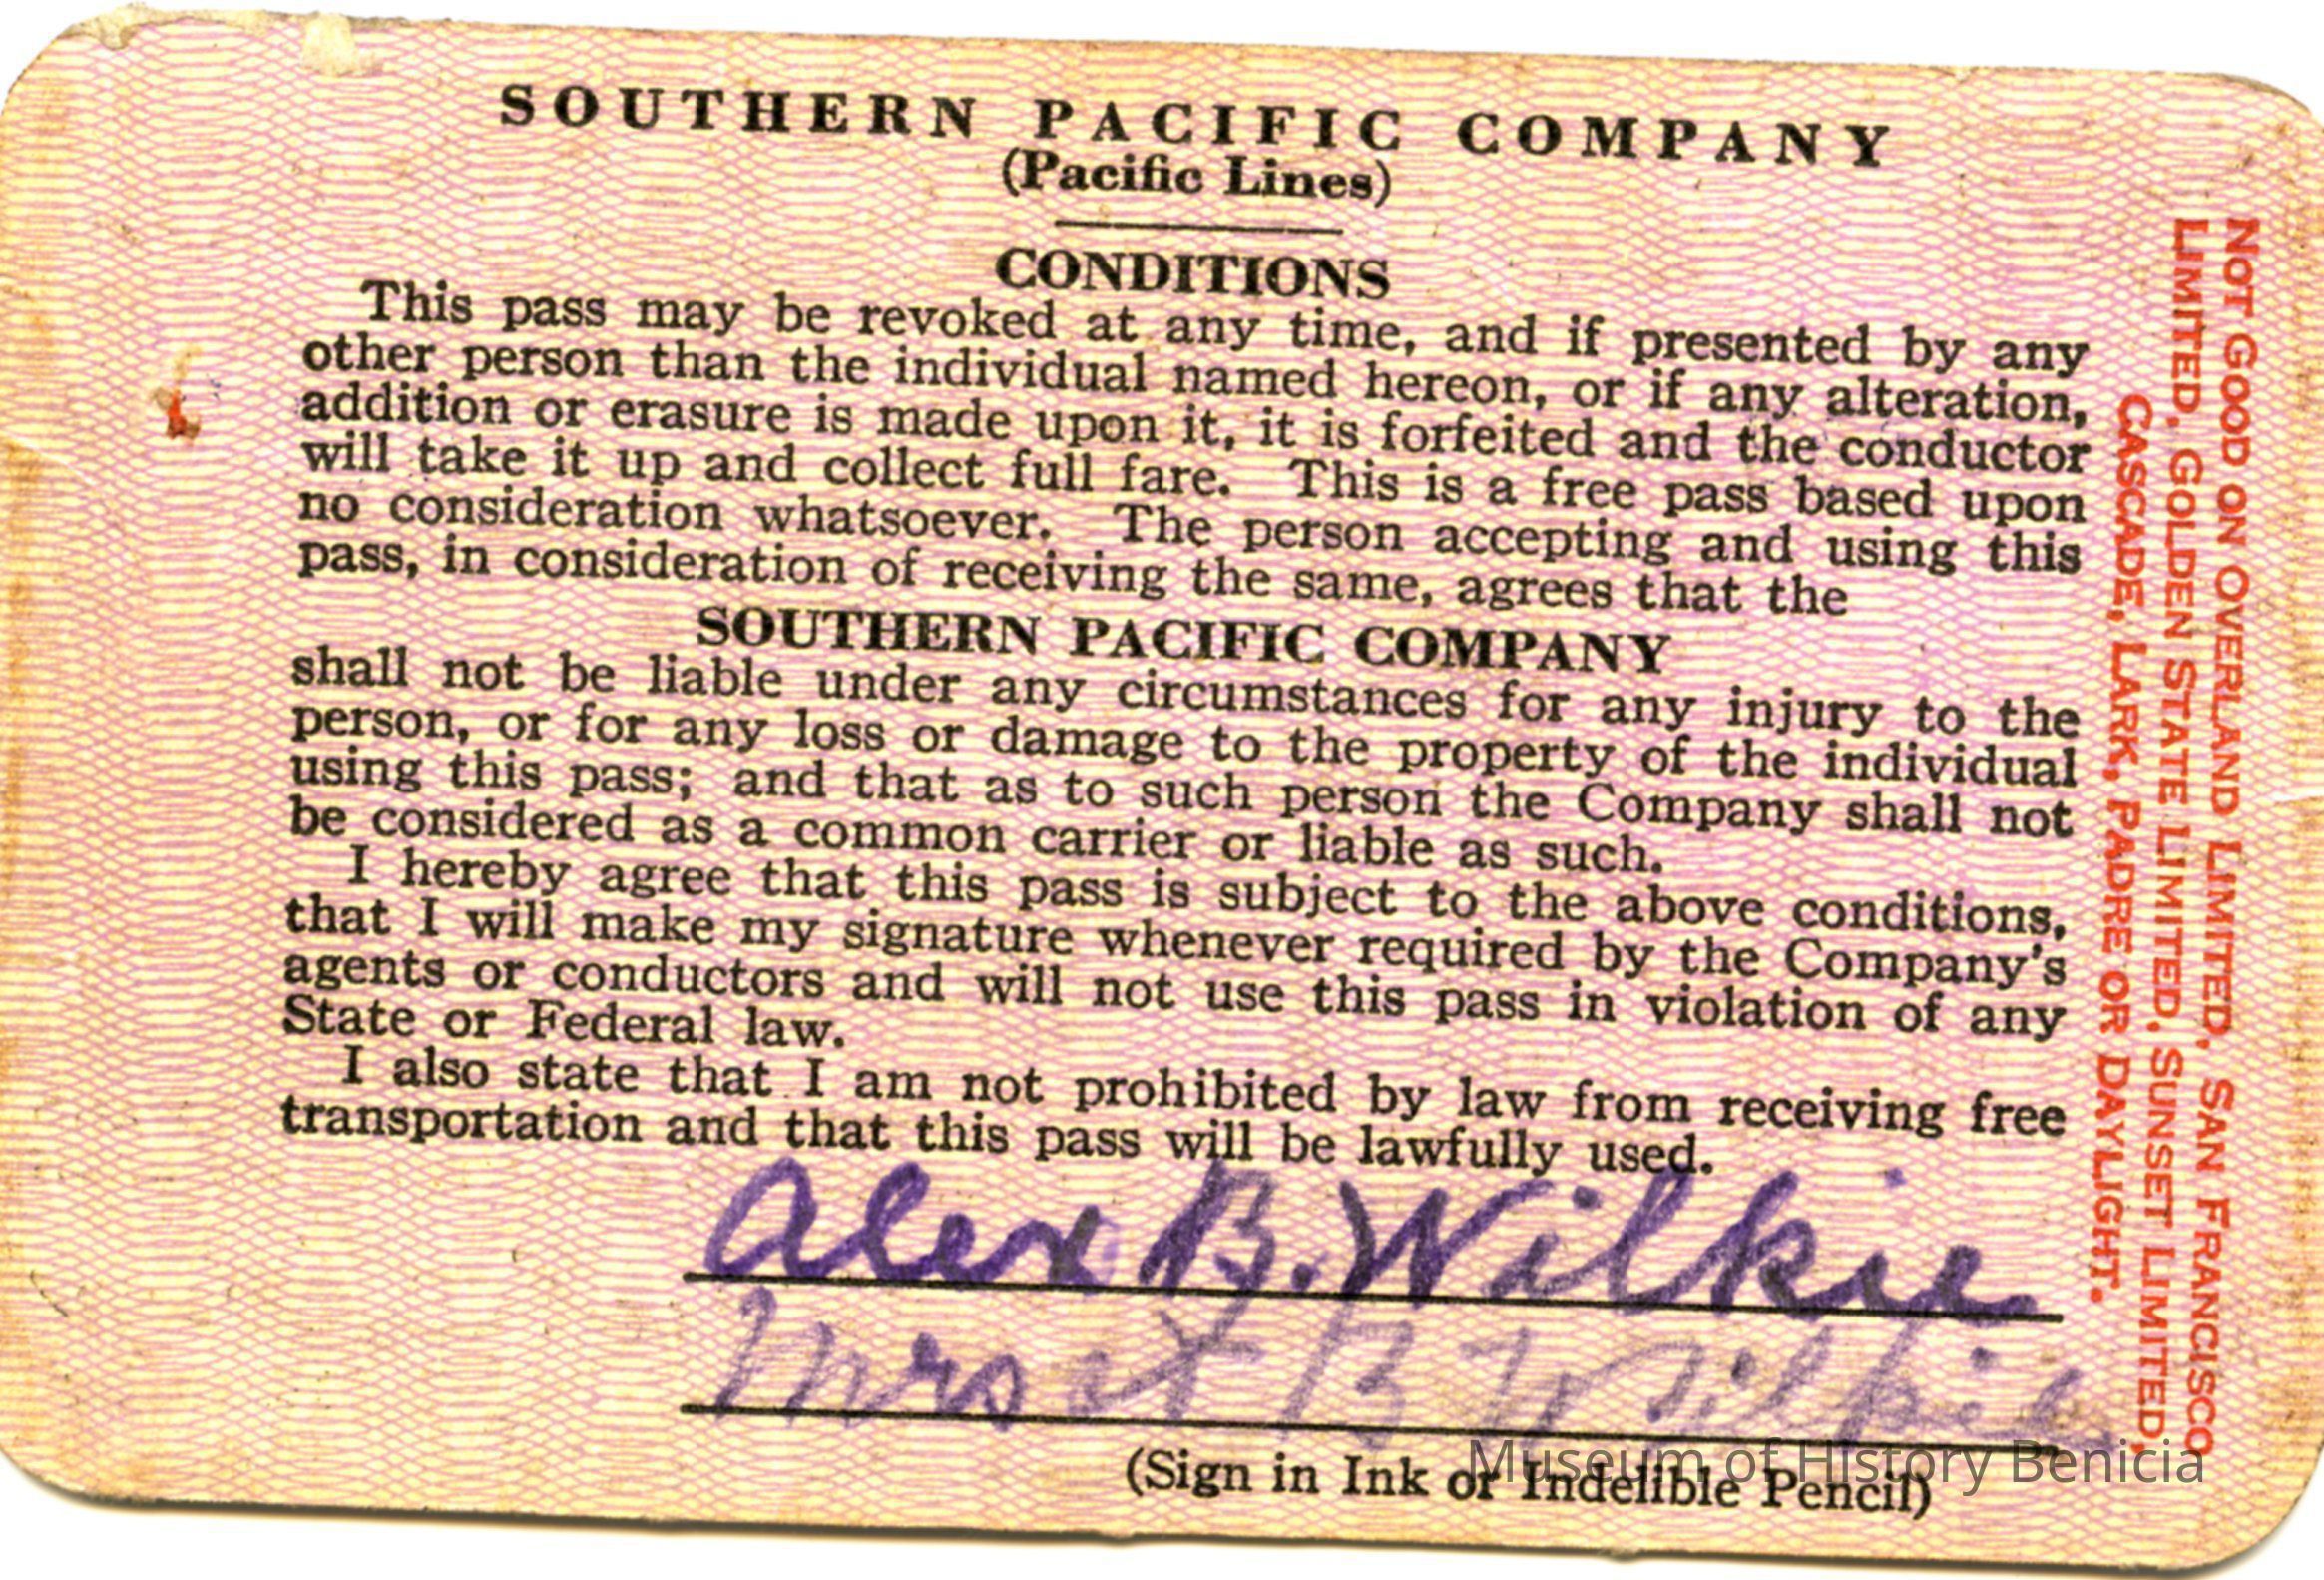 SOUTHERN PACIFIC COMPANY
(Pacific Lines)
CONDITIONS
This pass may be revoked at any time, and if presented by any
other person than the individual named hereon, or if any alteration,
addition or erasure is made upon it, it is forfeited and the conductor
will take it up and collect full fare. This is a free pass based upon
no consideration whatsoever. The person accepting and using this
pass, in consideration of receiving the same, agrees that the
SOUTHERN PACIFIC COMPANY
shall not be liable under any circumstances for any injury to the
person, or for any loss or damage to the property of the individual
using this pass; and that as to such person the Company shall not
be considered as a common carrier or liable as such.
I hereby agree that this pass is subject to the above conditions,
that I will make my signature whenever required by the Company's
agents or conductors and will not use this pass in violation of any
State or Federal law.
I also state that I am not prohibited by law from receiving free
transportation and that this pass will be lawfully used.
Alex B. Wilkie
Mrs B Wilkie
(Sign in Ink or Indelible Pencil)
NOT GOOD ON OVERLAND LIMITED, SAN FRANCISCO
LIMITED, GOLDEN STATE LIMITED, SUNSET LIMITED,
CASCADE, LARK, PADRE OR DAYLIGHT.
Museum of History Benicia